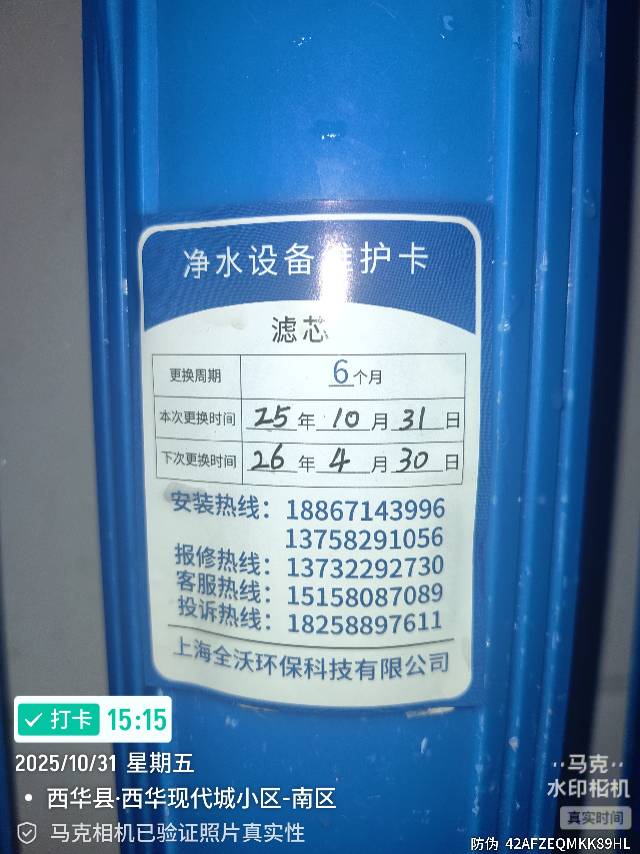 净水设备维护卡
滤芯
更换周期 6个月
本次更换时间 25年10月31日
下次更换时间 26年4月30日
安装热线：18867143996
13758291056
报修热线：13732292730
客服热线：15158087089
投诉热线：18258897611
上海全沃环保科技有限公司
打卡 15:15
2025/10/31 星期五
西华县·西华现代城小区-南区
马克相机已验证照片真实性
马克
水印相机
真实时间
防伪 42AFZEQMKK89HL